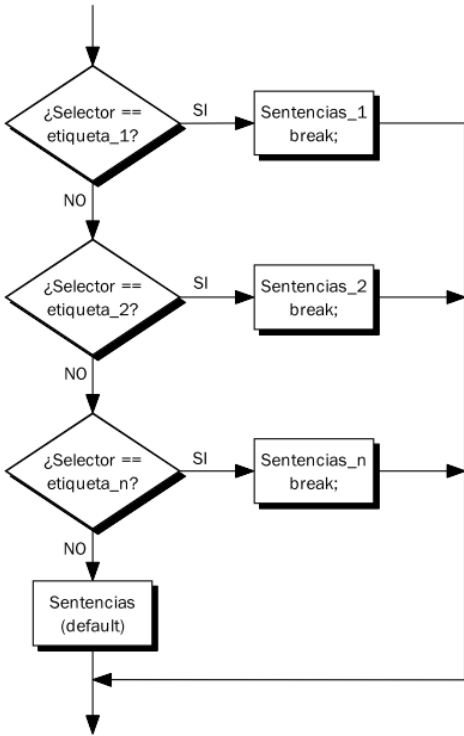 ¿Selector ==
etiqueta_1?
SI
Sentencias_1
break;
NO
¿Selector ==
etiqueta_2?
SI
Sentencias_2
break;
NO
¿Selector ==
etiqueta_n?
SI
Sentencias_n
break;
NO
Sentencias
(default)